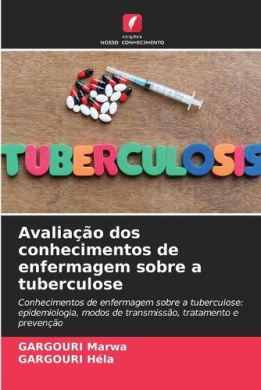 edições
NOSSO CONHECIMENTO
TUBERCULOSIS
Avaliação dos
conhecimentos de
enfermagem sobre a
tuberculose
Conhecimentos de enfermagem sobre a tuberculose:
epidemiologia, modos de transmissão, tratamento e
prevenção
GARGOURI Marwa
GARGOURI Héla